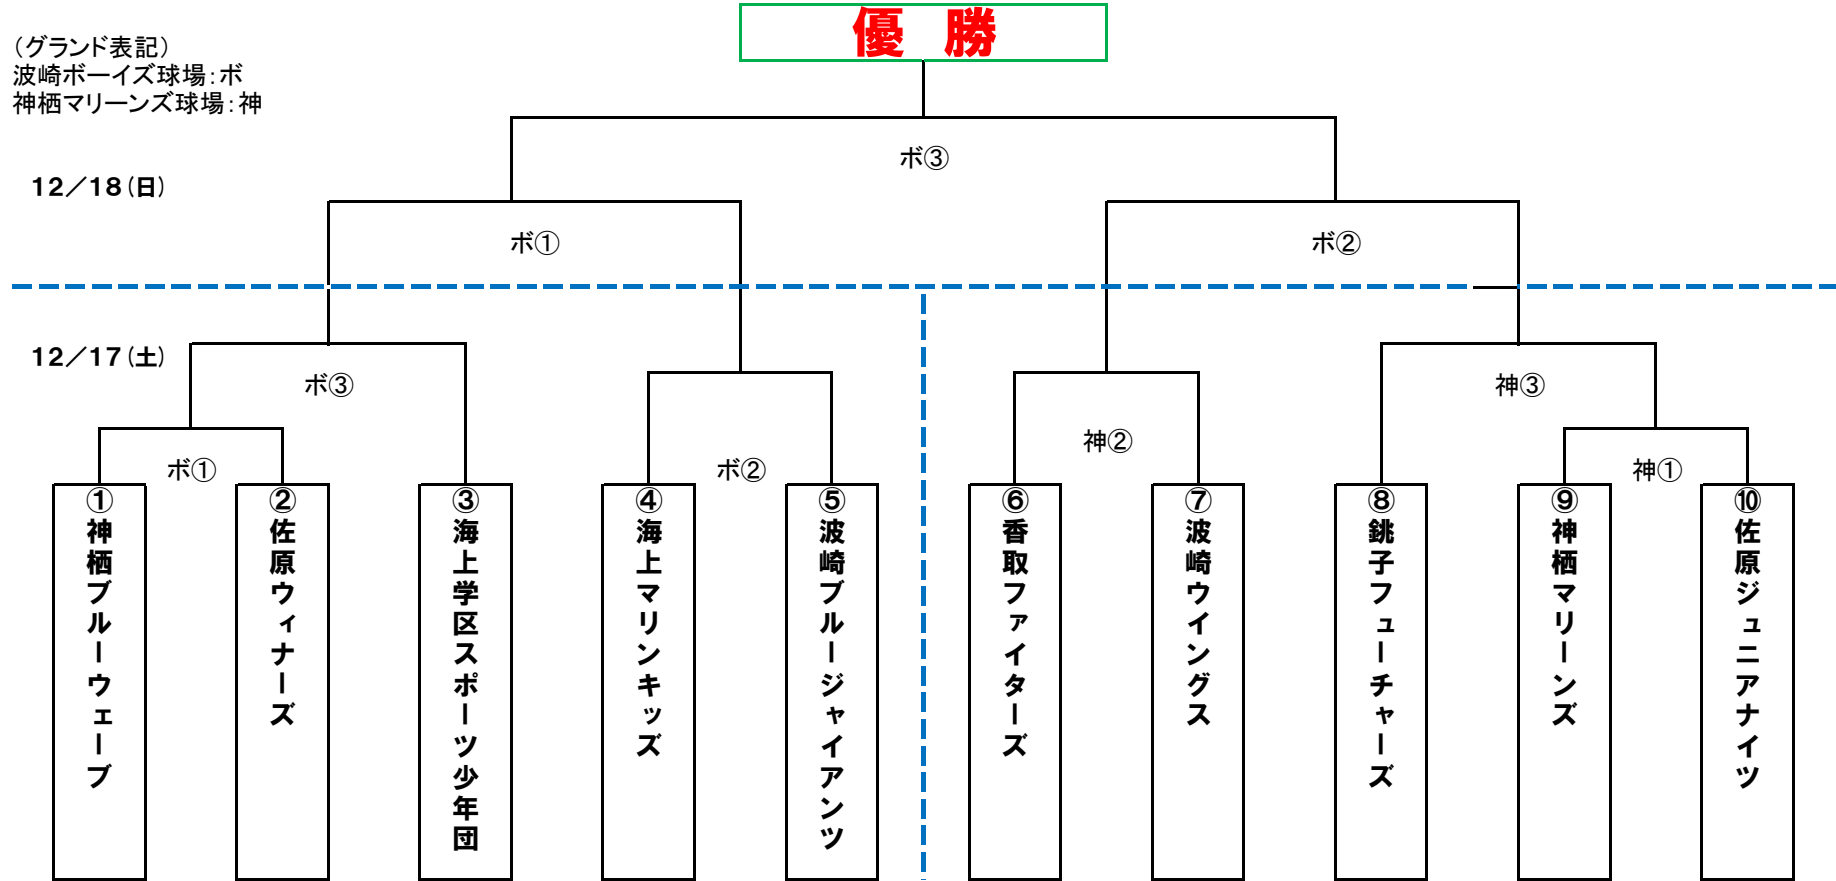 優　勝
（グランド表記）
波崎ボーイズ球場：ボ
神栖マリーンズ球場：神
ボ③
１２／１８（日）
ボ①
ボ②
１２／１７（土）
ボ③
神③
神②
ボ①
ボ②
神①
①神栖ブルーウェーブ
②佐原ウィナーズ
③海上学区スポーツ少年団
④海上マリンキッズ
⑤波崎ブルージャイアンツ
⑥香取ファイターズ
⑦波崎ウイングス
⑧銚子フューチャーズ
⑨神栖マリーンズ
⑩佐原ジュニアナイツ